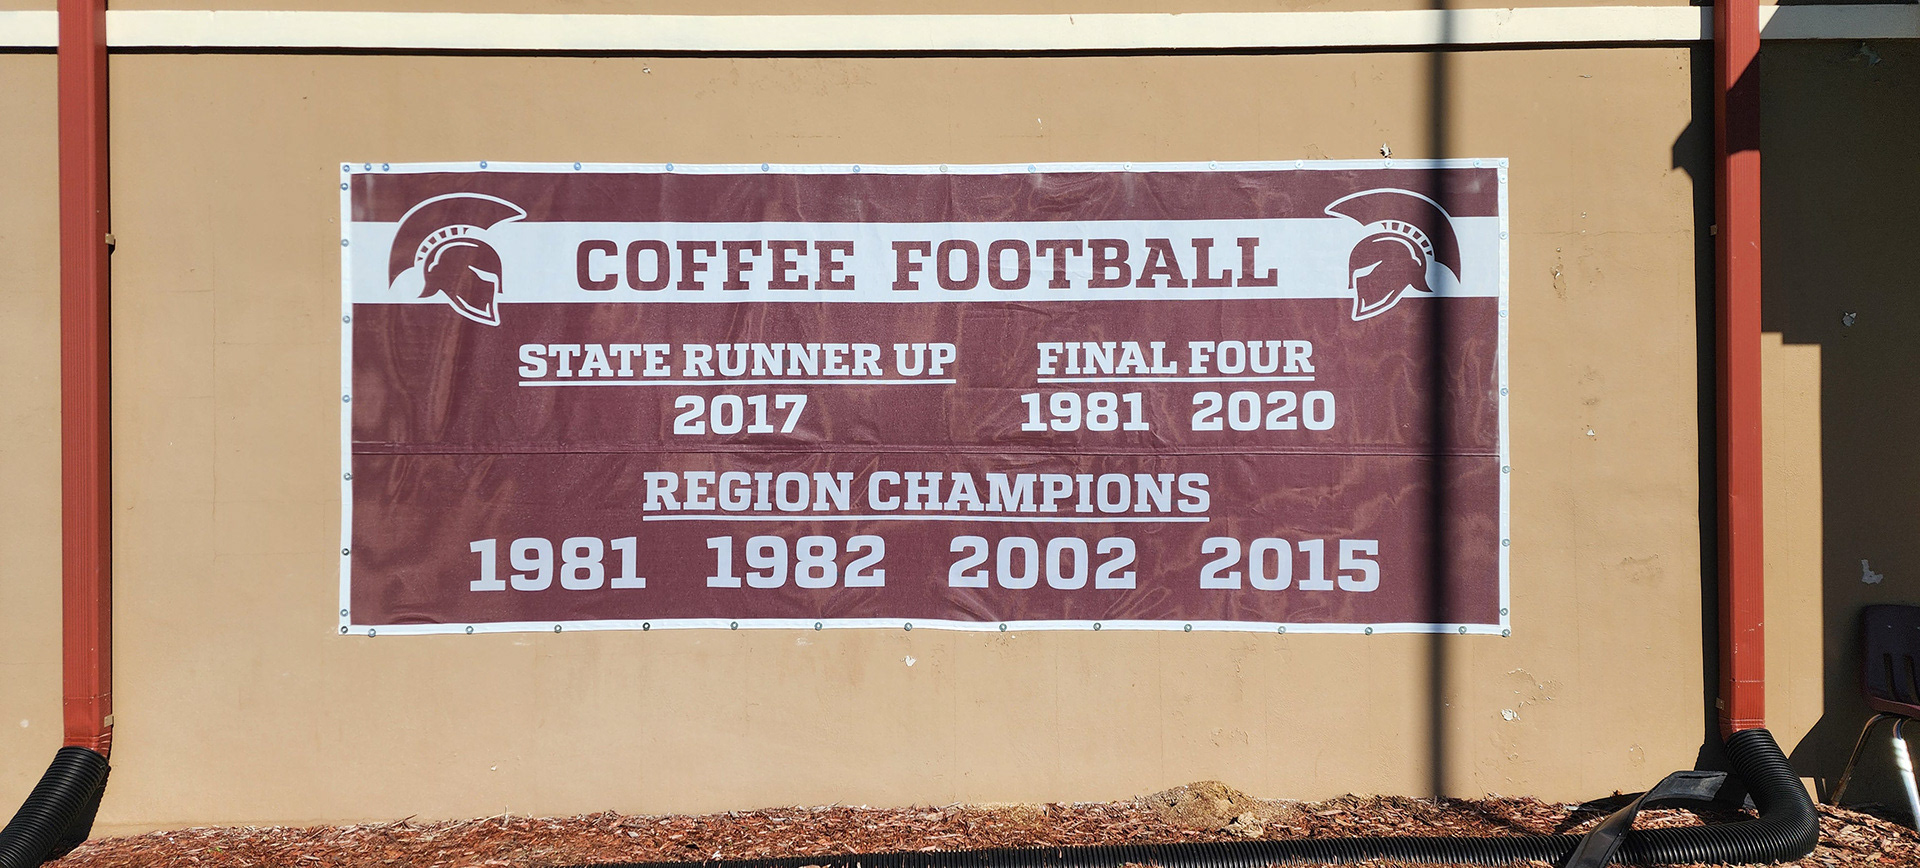 COFFEE FOOTBALL
STATE RUNNER UP
2017
FINAL FOUR
1981 2020
REGION CHAMPIONS
1981 1982 2002 2015